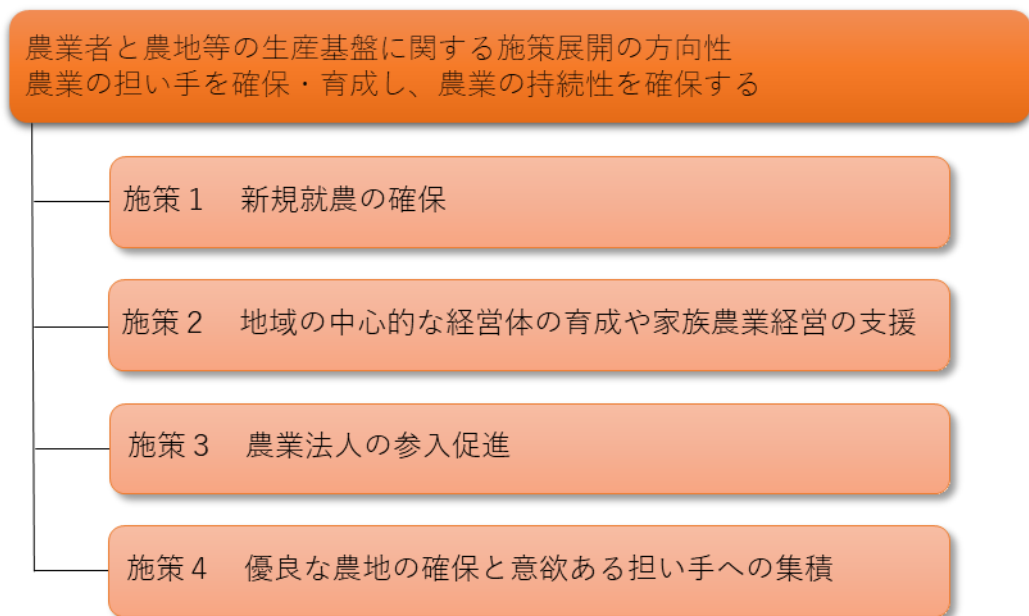 農業者と農地等の生産基盤に関する施策展開の方向性
農業の担い手を確保・育成し、農業の持続性を確保する
施策１　新規就農の確保
施策２　地域の中心的な経営体の育成や家族農業経営の支援
施策３　農業法人の参入促進
施策４　優良な農地の確保と意欲ある担い手への集積